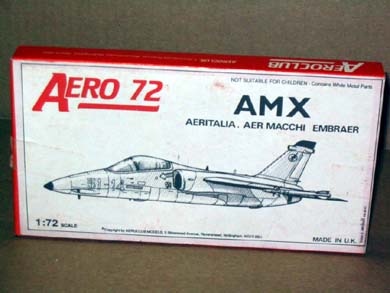 AEROCLUB
AERO 72
NOT SUITABLE FOR CHILDREN - Contains White Metal Parts
AMX
AERITALIA. AER MACCHI EMBRAER
1:72 SCALE
MADE IN U.K.